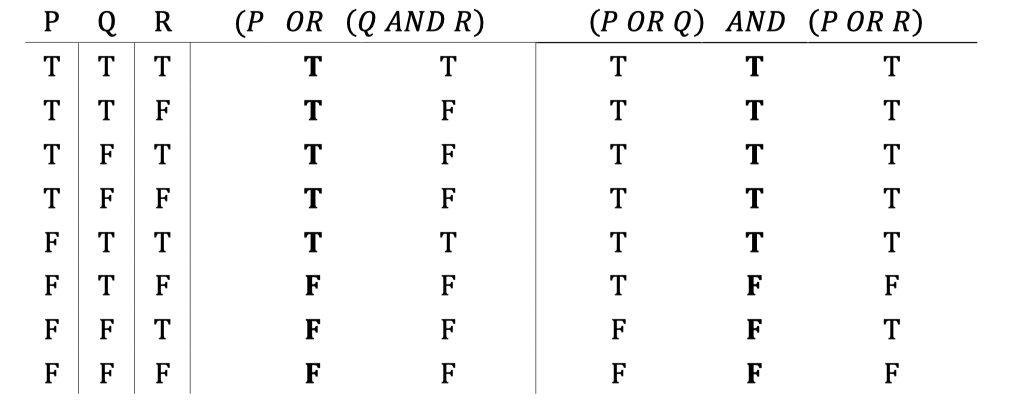 P Q R (P OR (Q AND R) (P OR Q) AND (P OR R)
T T T T T T T T
T T F T F T T T
T F T T F T T T
T F F T F T T T
F T T T T T T T
F T F F F T F F
F F T F F F F T
F F F F F F F F